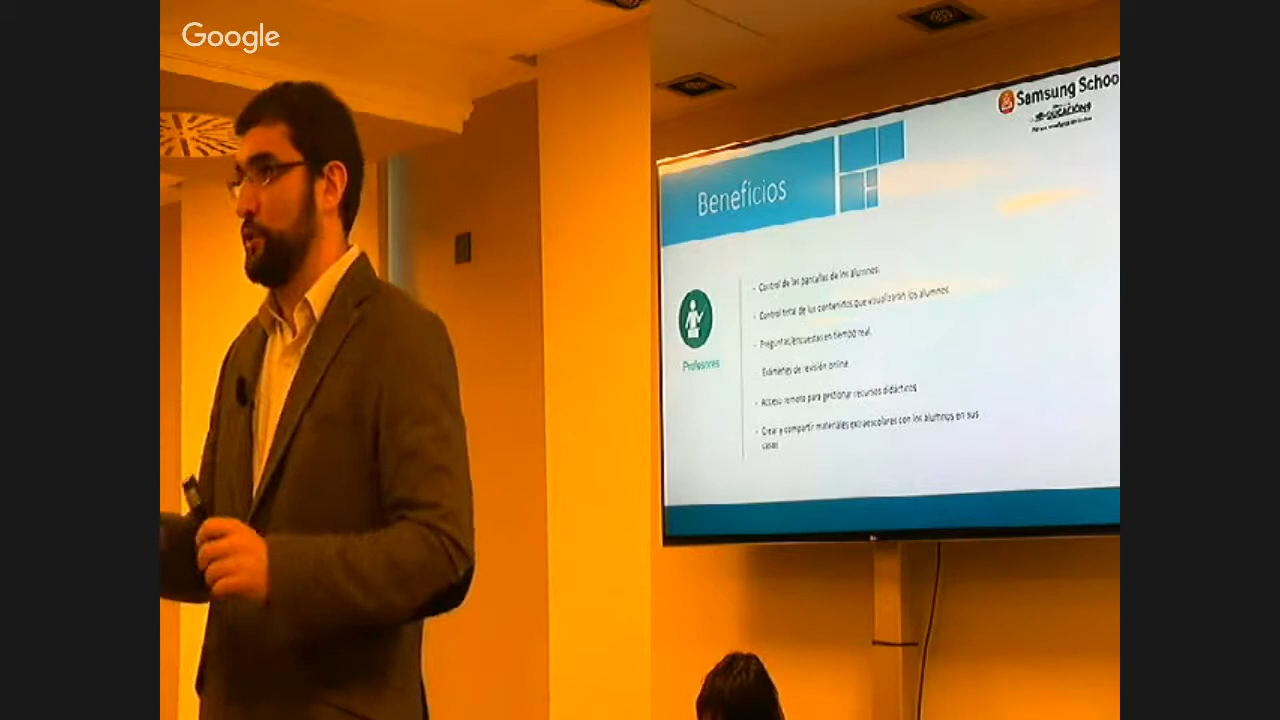 Google
Samsung School
Beneficios
- Control de las pantallas de los alumnos.
- Control total de los contenidos que visualizarán los alumnos.
- Preguntas/encuestas en tiempo real.
- Exámenes de revisión online
- Acceso remoto para gestionar recursos didácticos
- Crear y compartir materiales extraescolares con los alumnos en sus
casas
Profesores